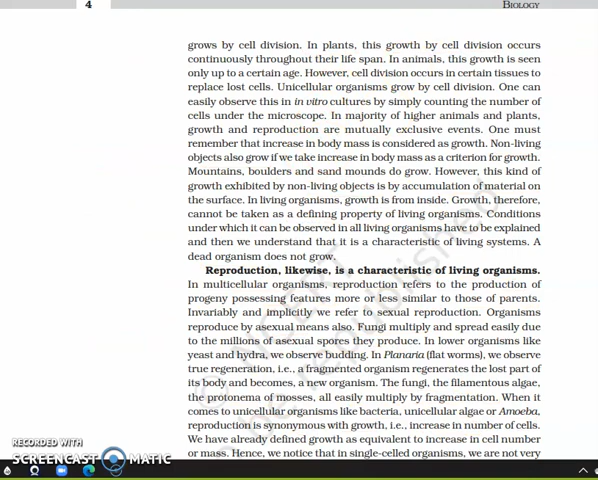 4
BIOLOGY
grows by cell division. In plants, this growth by cell division occurs
continuously throughout their life span. In animals, this growth is seen
only up to a certain age. However, cell division occurs in certain tissues to
replace lost cells. Unicellular organisms grow by cell division. One can
easily observe this in in vitro cultures by simply counting the number of
cells under the microscope. In majority of higher animals and plants,
growth and reproduction are mutually exclusive events. One must
remember that increase in body mass is considered as growth. Non-living
objects also grow if we take increase in body mass as a criterion for growth.
Mountains, boulders and sand mounds do grow. However, this kind of
growth exhibited by non-living objects is by accumulation of material on
the surface. In living organisms, growth is from inside. Growth, therefore,
cannot be taken as a defining property of living organisms. Conditions
under which it can be observed in all living organisms have to be explained
and then we understand that it is a characteristic of living systems. A
dead organism does not grow.
Reproduction, likewise, is a characteristic of living organisms.
In multicellular organisms, reproduction refers to the production of
progeny possessing features more or less similar to those of parents.
Invariably and implicitly we refer to sexual reproduction. Organisms
reproduce by asexual means also. Fungi multiply and spread easily due
to the millions of asexual spores they produce. In lower organisms like
yeast and hydra, we observe budding. In Planaria (flat worms), we observe
true regeneration, i.e., a fragmented organism regenerates the lost part of
its body and becomes, a new organism. The fungi, the filamentous algae,
the protonema of mosses, all easily multiply by fragmentation. When it
comes to unicellular organisms like bacteria, unicellular algae or Amoeba,
reproduction is synonymous with growth, i.e., increase in number of cells.
We have already defined growth as equivalent to increase in cell number
or mass. Hence, we notice that in single-celled organisms, we are not very
© NCERT
be republished
RECORDED WITH
SCREENCAST MATIC